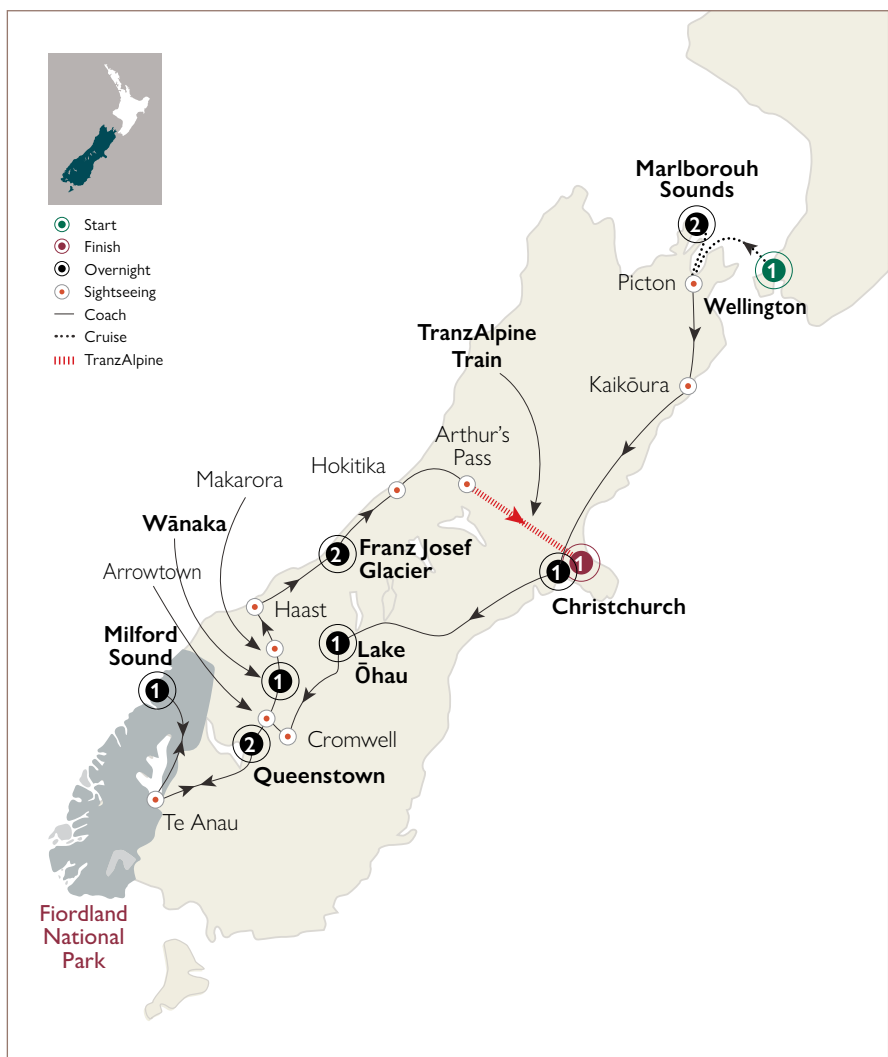 Start
Finish
Overnight
Sightseeing
Coach
Cruise
TranzAlpine
Marlborouh
Sounds
2
1
Picton
Wellington
TranzAlpine
Train
Kaikōura
Arthur's
Pass
Hokitika
Makarora
Wānaka
2
Franz Josef
Glacier
1
1
Arrowtown
Christchurch
Haast
Milford
Sound
1
Lake
Ōhau
1
1
Cromwell
2
Queenstown
Te Anau
Fiordland
National
Park